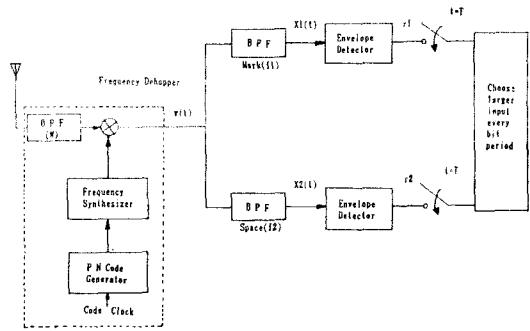 X1(t)
r1
t=T
B P F
Envelope
Detector
Mark(f1)
Frequency Dehopper
r(t)
B P F
(W)
Choose
larger
input
every
bit
period
Frequency
Synthesizer
X2(t)
r2
t=T
B P F
Envelope
Detector
Space(f2)
P N Code
Generator
Code Clock